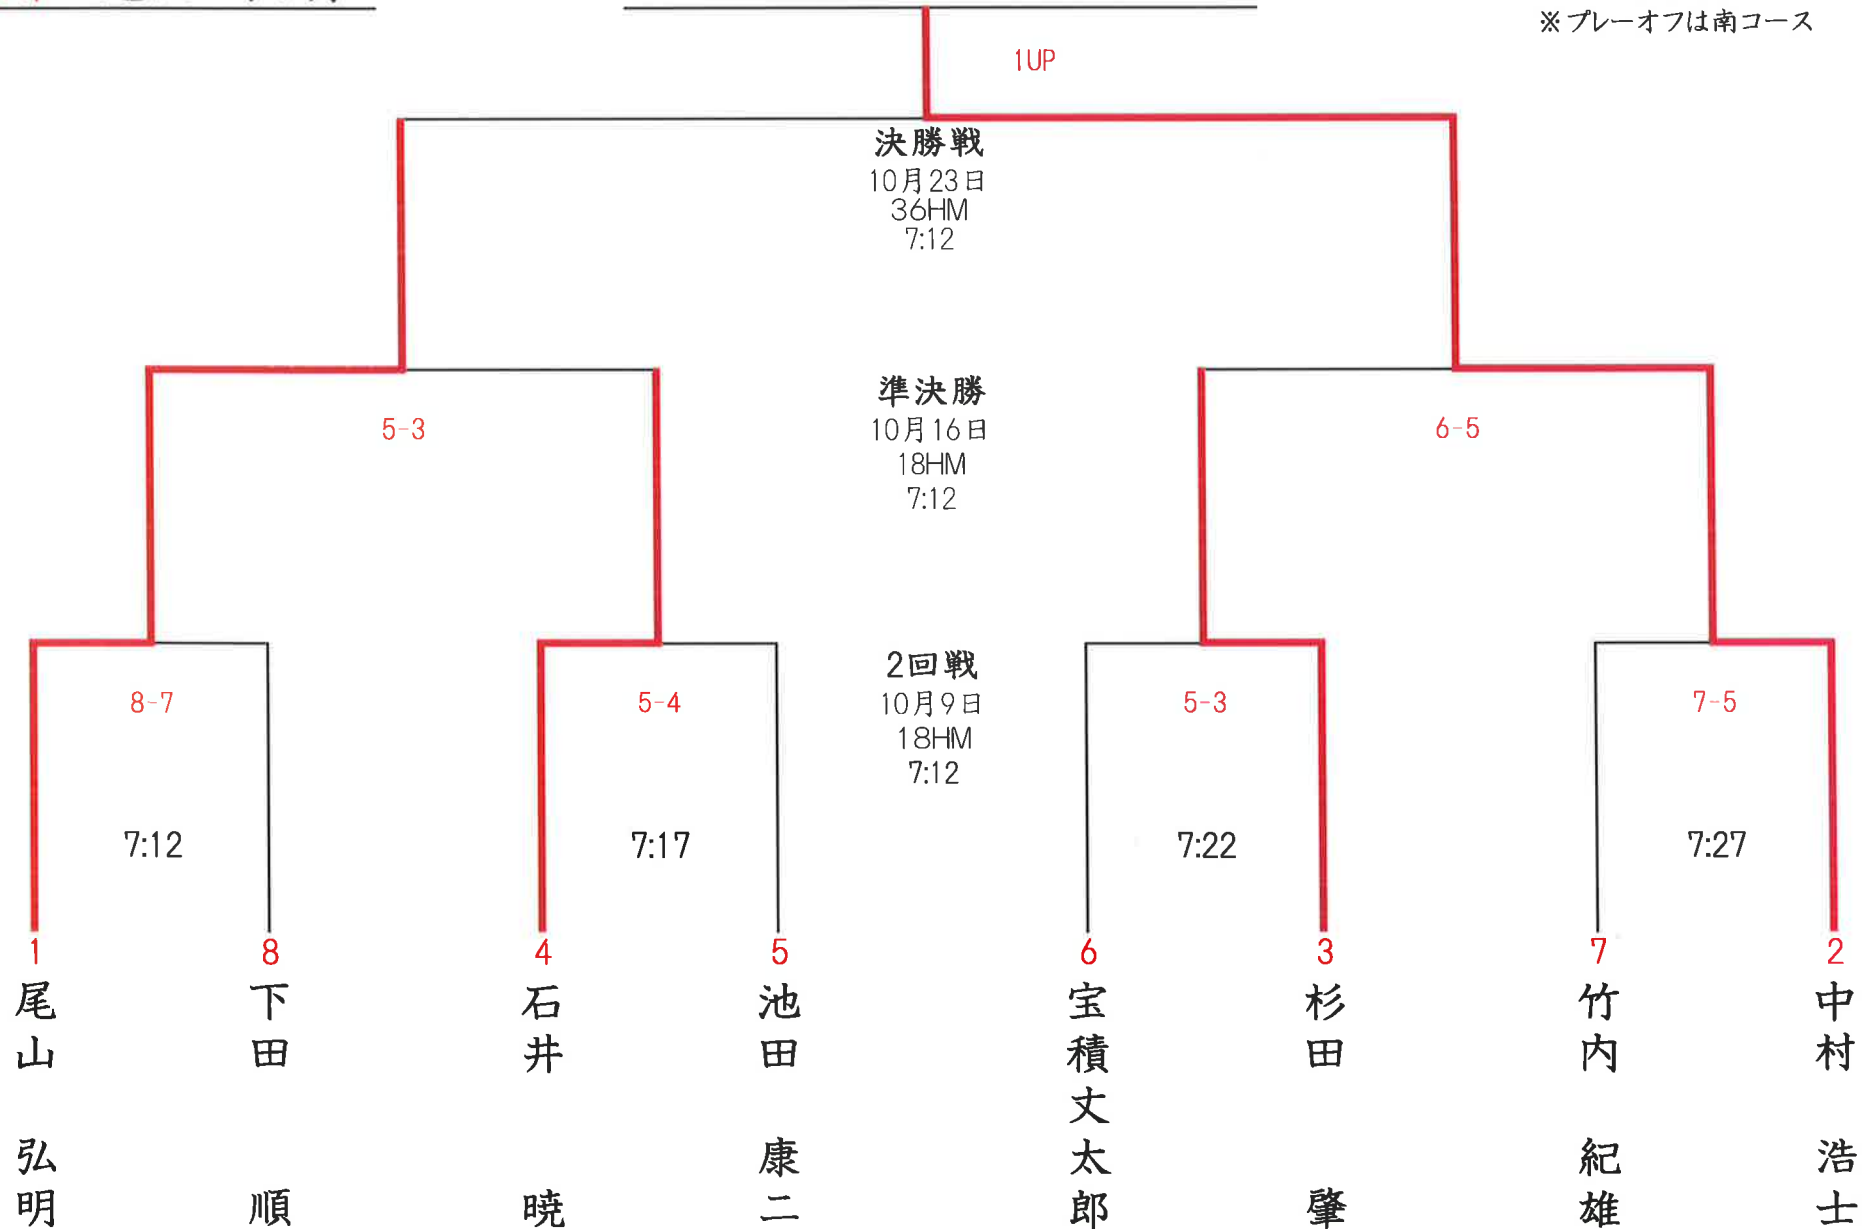 ※プレーオフは南コース
1UP
決勝戦
10月23日
36HM
7:12
準決勝
10月16日
18HM
7:12
5-3
6-5
2回戦
10月9日
18HM
7:12
8-7
5-4
5-3
7-5
7:12
7:17
7:22
7:27
1
8
4
5
6
3
7
2
尾山 弘明
下田 順
石井 暁
池田 康二
宝積丈太郎
杉田 肇
竹内 紀雄
中村 浩士